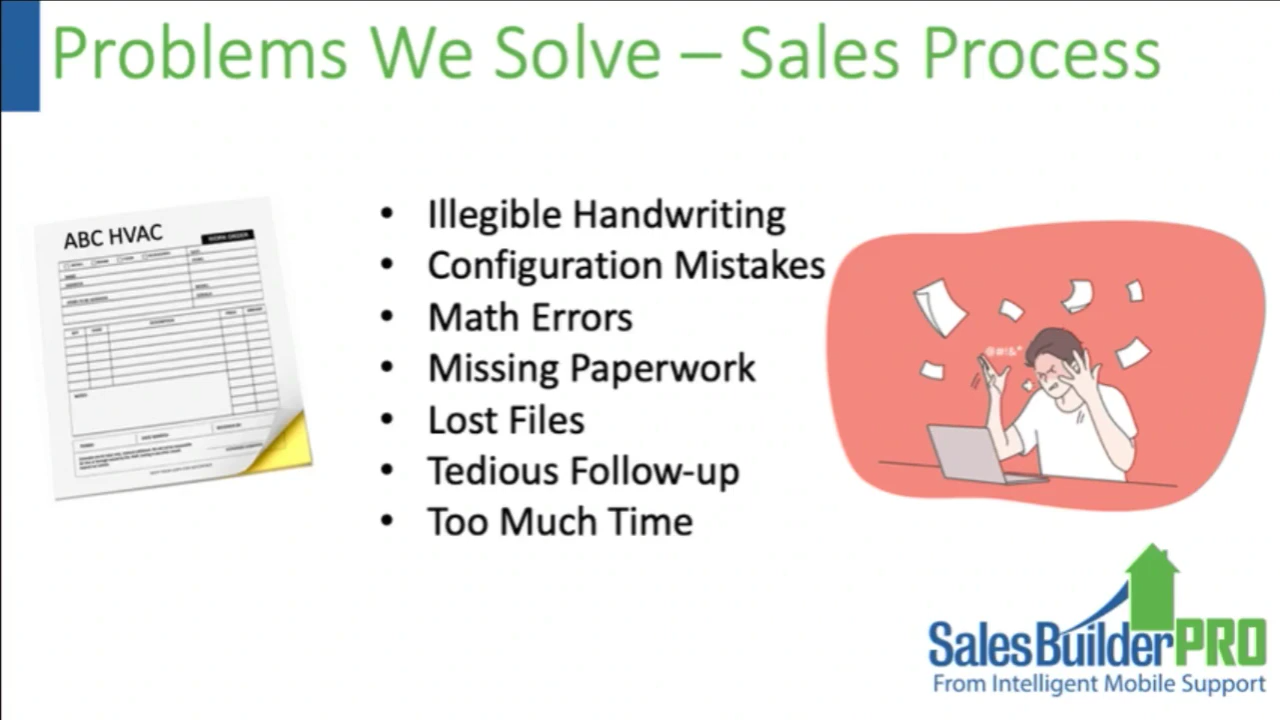 Problems We Solve – Sales Process
ABC HVAC
WORK ORDER
• Illegible Handwriting
• Configuration Mistakes
• Math Errors
• Missing Paperwork
• Lost Files
• Tedious Follow-up
• Too Much Time
@#!&*
SalesBuilderPRO
From Intelligent Mobile Support